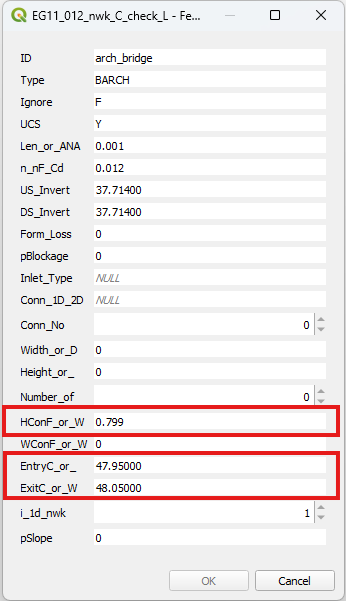 EG11_012_nwk_C_check_L - Fe...
ID arch_bridge
Type BARCH
Ignore F
UCS Y
Len_or_ANA 0.001
n_nF_Cd 0.012
US_Invert 37.71400
DS_Invert 37.71400
Form_Loss 0
pBlockage 0
Inlet_Type NULL
Conn_1D_2D NULL
Conn_No 0
Width_or_D 0
Height_or_ 0
Number_of 0
HConF_or_W 0.799
WConF_or_W 0
EntryC_or_ 47.95000
ExitC_or_W 48.05000
i_1d_nwk 1
pSlope 0
OK Cancel